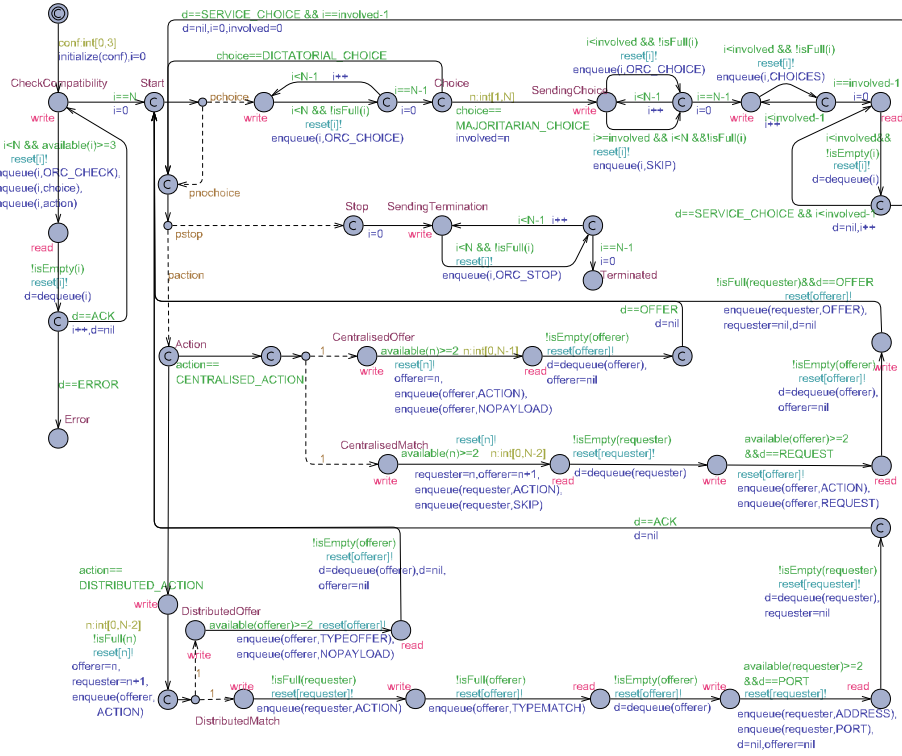 d==SERVICE_CHOICE && i==involved-1
d=nil,i=0,involved=0
conf:int[0,3]
initialize(conf),i=0
choice==DICTATORIAL_CHOICE
i<involved && !isFull(i)
reset[i]!
enqueue(i,ORC_CHOICE)
i<involved && !isFull(i)
reset[i]!
enqueue(i,CHOICES)
CheckCompatibility
i==N
i=0
write
Start
pchoice
i<N-1 i++
write
i<N && !isFull(i)
reset[i]!
enqueue(i,ORC_CHOICE)
i==N-1
i=0
Choice
n:int[1,N]
choice==
MAJORITARIAN_CHOICE
involved=n
SendingChoice
write
i<N-1
i++
i==N-1
i=0
i>=involved && i<N &&!isFull(i)
reset[i]!
enqueue(i,SKIP)
write
i<involved-1
i++
i==involved-1
i=0
read
i<involved&&
!isEmpty(i)
reset[i]!
d=dequeue(i)
d==SERVICE_CHOICE && i<involved-1
d=nil,i++
i<N && available(i)>=3
reset[i]!
enqueue(i,ORC_CHECK),
enqueue(i,choice),
enqueue(i,action)
read
!isEmpty(i)
reset[i]!
d=dequeue(i)
d==ACK
i++,d=nil
d==ERROR
Error
pnochoice
pstop
paction
Stop
i=0
SendingTermination
write
i<N-1 i++
i<N && !isFull(i)
reset[i]!
enqueue(i,ORC_STOP)
i==N-1
i=0
Terminated
!isFull(requester)&&d==OFFER
reset[offerer]!
enqueue(requester,OFFER),
requester=nil,d=nil
d==OFFER
d=nil
Action
action==
CENTRALISED_ACTION
1
CentralisedOffer
write
available(n)>=2 n:int[0,N-1]
reset[n]!
offerer=n,
enqueue(offerer,ACTION),
enqueue(offerer,NOPAYLOAD)
read
!isEmpty(offerer)
reset[offerer]!
d=dequeue(offerer),
offerer=nil
write
!isEmpty(offerer)
reset[offerer]!
d=dequeue(offerer),
offerer=nil
1
CentralisedMatch
write
reset[n]!
available(n)>=2 n:int[0,N-2]
requester=n,offerer=n+1,
enqueue(requester,ACTION),
enqueue(requester,SKIP)
read
!isEmpty(requester)
reset[requester]!
d=dequeue(requester)
write
available(offerer)>=2
&&d==REQUEST
reset[offerer]!
enqueue(offerer,ACTION),
enqueue(offerer,REQUEST)
read
d==ACK
d=nil
!isEmpty(offerer)
reset[offerer]!
d=dequeue(offerer),d=nil,
offerer=nil
action==
DISTRIBUTED_ACTION
write
n:int[0,N-2]
!isFull(n)
reset[n]!
offerer=n,
requester=n+1,
enqueue(offerer,
ACTION)
DistributedOffer
available(offerer)>=2 reset[offerer]!
enqueue(offerer,TYPEOFFER),
enqueue(offerer,NOPAYLOAD)
write
read
1
1
DistributedMatch
write
!isFull(requester)
reset[requester]!
enqueue(requester,ACTION)
write
!isFull(offerer)
reset[offerer]!
enqueue(offerer,TYPEMATCH)
read
!isEmpty(offerer)
reset[offerer]!
d=dequeue(offerer)
write
available(requester)>=2
&&d==PORT
reset[requester]!
enqueue(requester,ADDRESS),
enqueue(requester,PORT),
d=nil,offerer=nil
read
!isEmpty(requester)
reset[requester]!
d=dequeue(requester),
requester=nil